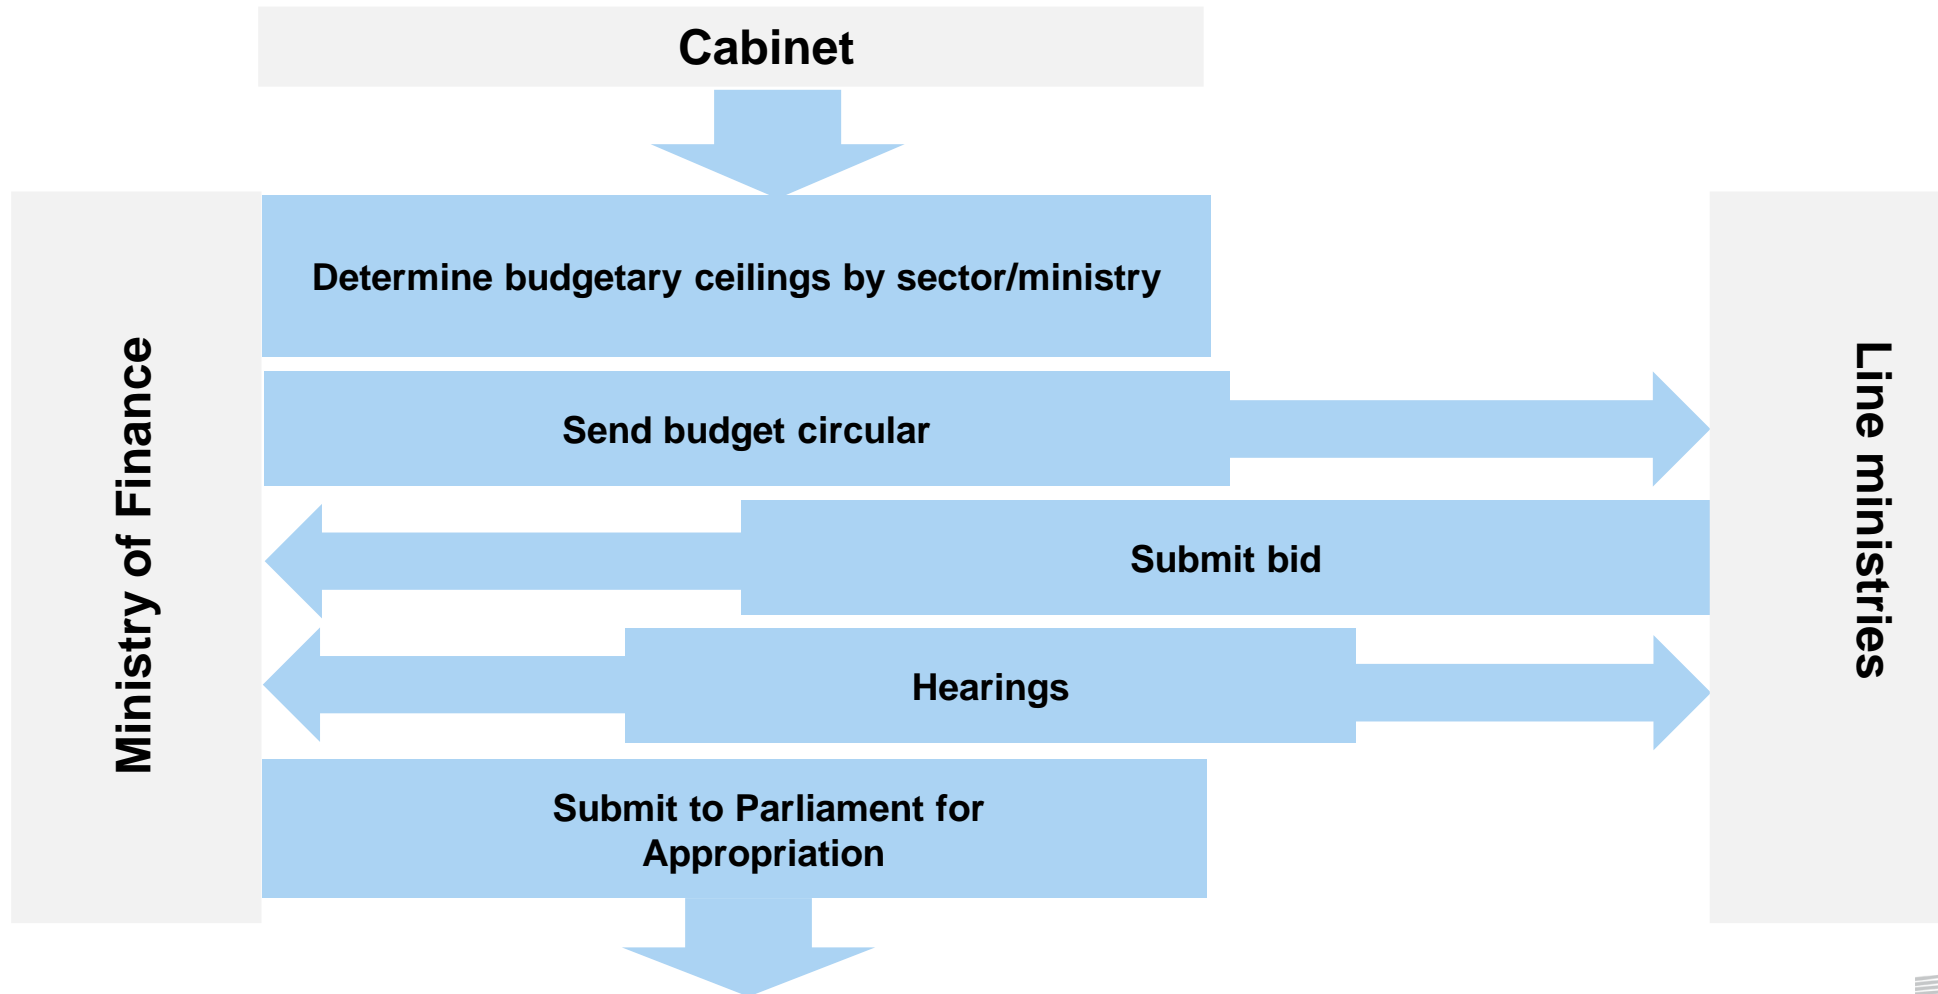 Cabinet
Determine budgetary ceilings by sector/ministry
Ministry of Finance
Send budget circular
Line ministries
Submit bid
Hearings
Submit to Parliament for
Appropriation